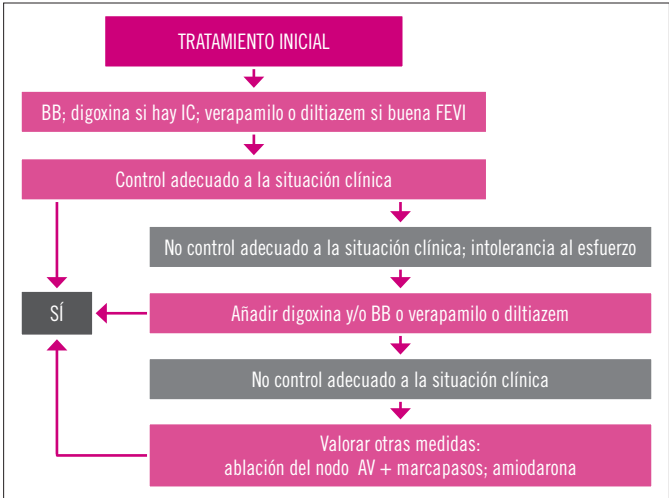 TRATAMIENTO INICIAL
BB; digoxina si hay IC; verapamilo o diltiazem si buena FEVI
Control adecuado a la situación clínica
No control adecuado a la situación clínica; intolerancia al esfuerzo
SÍ
Añadir digoxina y/o BB o verapamilo o diltiazem
No control adecuado a la situación clínica
Valorar otras medidas:
ablación del nodo AV + marcapasos; amiodarona